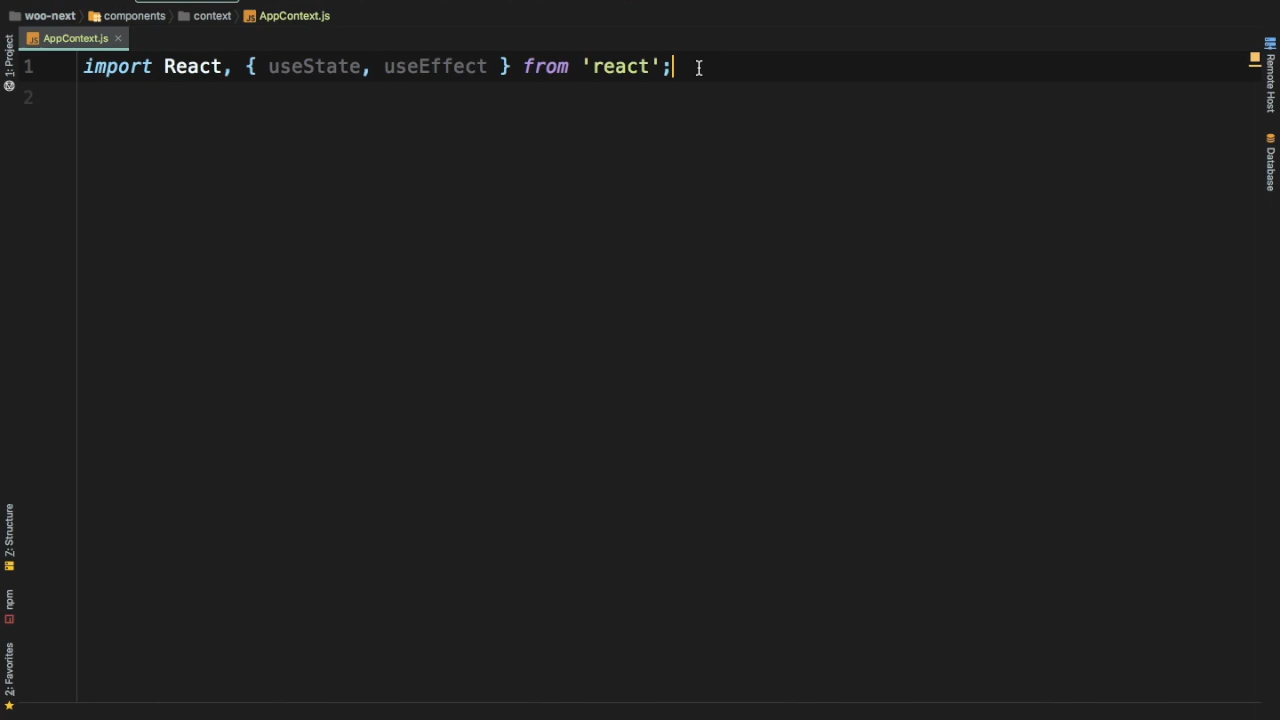 woo-next components context AppContext.js
AppContext.js
1 import React, { useState, useEffect } from 'react';
2
1: Project
Z: Structure
npm
2: Favorites
Remote Host
Database